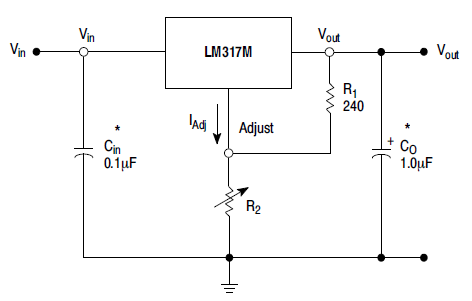 Vin
Vin
LM317M
Vout
Vout
R1
240
IAdj
Adjust
*
Cin
0.1μF
*
+ CO
1.0μF
R2